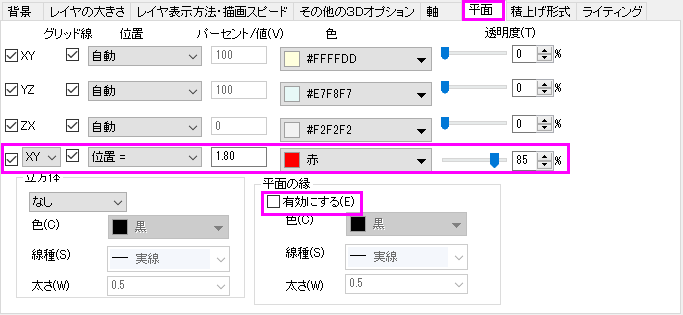 背景 レイヤの大きさ レイヤ表示方法・描画スピード その他の3Dオプション 軸 平面 積上げ形式 ライティング
グリッド線 位置 パーセント/値(V) 色 透明度(T)
XY 自動 100 #FFFFDD 0 %
YZ 自動 100 #E7F8F7 0 %
ZX 自動 0 #F2F2F2 0 %
XY 位置 = 1.80 赤 85 %
立方体 平面の縁
なし 有効にする(E)
色(C) 黒 色(C) 黒
線種(S) 実線 線種(S) 実線
太さ(W) 0.5 太さ(W) 0.5